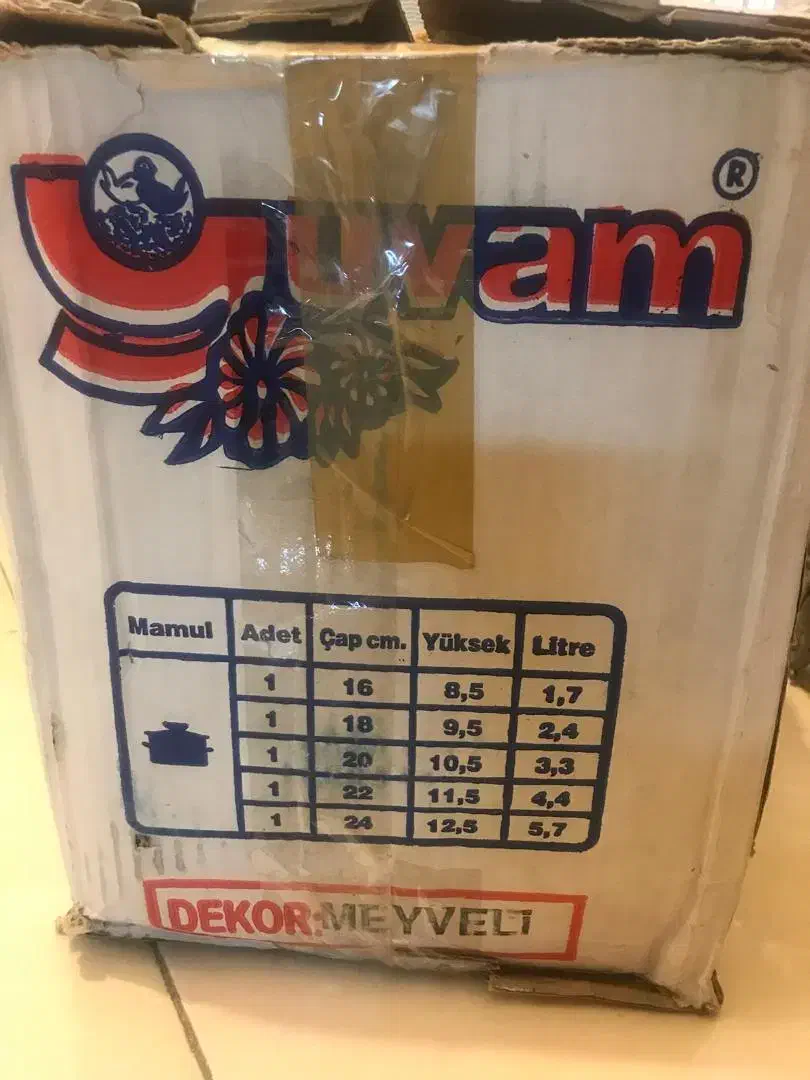 Yuvam ®
Mamul Adet Çap cm. Yüksek Litre
1 16 8,5 1,7
1 18 9,5 2,4
1 20 10,5 3,3
1 22 11,5 4,4
1 24 12,5 5,7
DEKOR: MEYVELİ